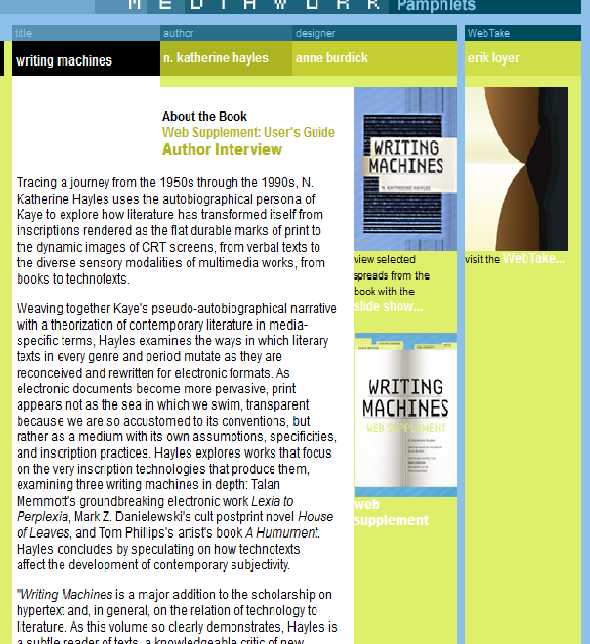 MEDIAWORK Pamphlets
title author designer WebTake
writing machines n. katherine hayles anne burdick erik loyer
About the Book
Web Supplement: User's Guide
Author Interview
Tracing a journey from the 1950s through the 1990s, N.
Katherine Hayles uses the autobiographical persona of
Kaye to explore how literature has transformed itself from
inscriptions rendered as the flat durable marks of print to
the dynamic images of CRT screens, from verbal texts to
the diverse sensory modalities of multimedia works, from
books to technotexts.
Weaving together Kaye's pseudo-autobiographical narrative
with a theorization of contemporary literature in media-
specific terms, Hayles examines the ways in which literary
texts in every genre and period mutate as they are
reconceived and rewritten for electronic formats. As
electronic documents become more pervasive, print
appears not as the sea in which we swim, transparent
because we are so accustomed to its conventions, but
rather as a medium with its own assumptions, specificities,
and inscription practices. Hayles explores works that focus
on the very inscription technologies that produce them,
examining three writing machines in depth: Talan
Memmott's groundbreaking electronic work Lexia to
Perplexia, Mark Z. Danielewski's cult postprint novel House
of Leaves, and Tom Phillips's artist's book A Humument.
Hayles concludes by speculating on how technotexts
affect the development of contemporary subjectivity.
"Writing Machines is a major addition to the scholarship on
hypertext and, in general, on the relation of technology to
literature. As this volume so clearly demonstrates, Hayles is
a subtle reader of texts, a knowledgeable critic of new
WRITING
MACHINES
N. KATHERINE HAYLES
view selected
spreads from the
book with the
slide show...
WRITING
MACHINES
WEB SUPPLEMENT
web
supplement
visit the WebTake...